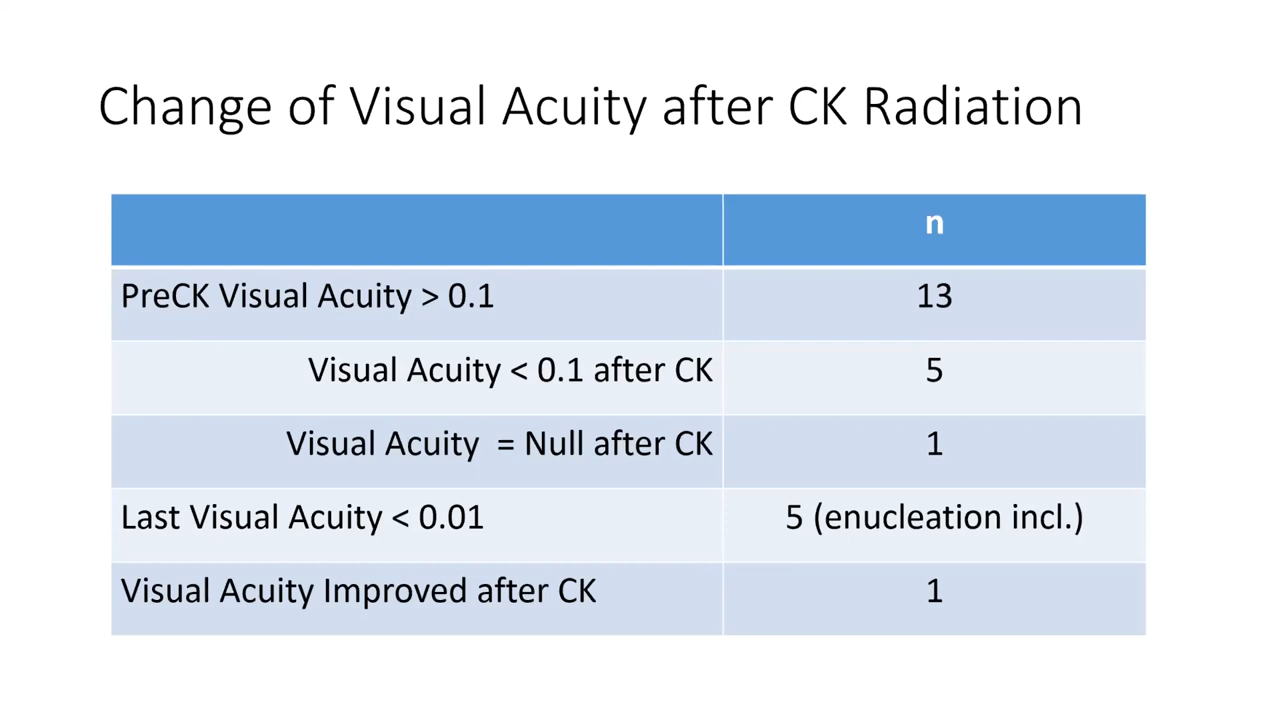 Change of Visual Acuity after CK Radiation
n
PreCK Visual Acuity > 0.1 13
Visual Acuity < 0.1 after CK 5
Visual Acuity = Null after CK 1
Last Visual Acuity < 0.01 5 (enucleation incl.)
Visual Acuity Improved after CK 1